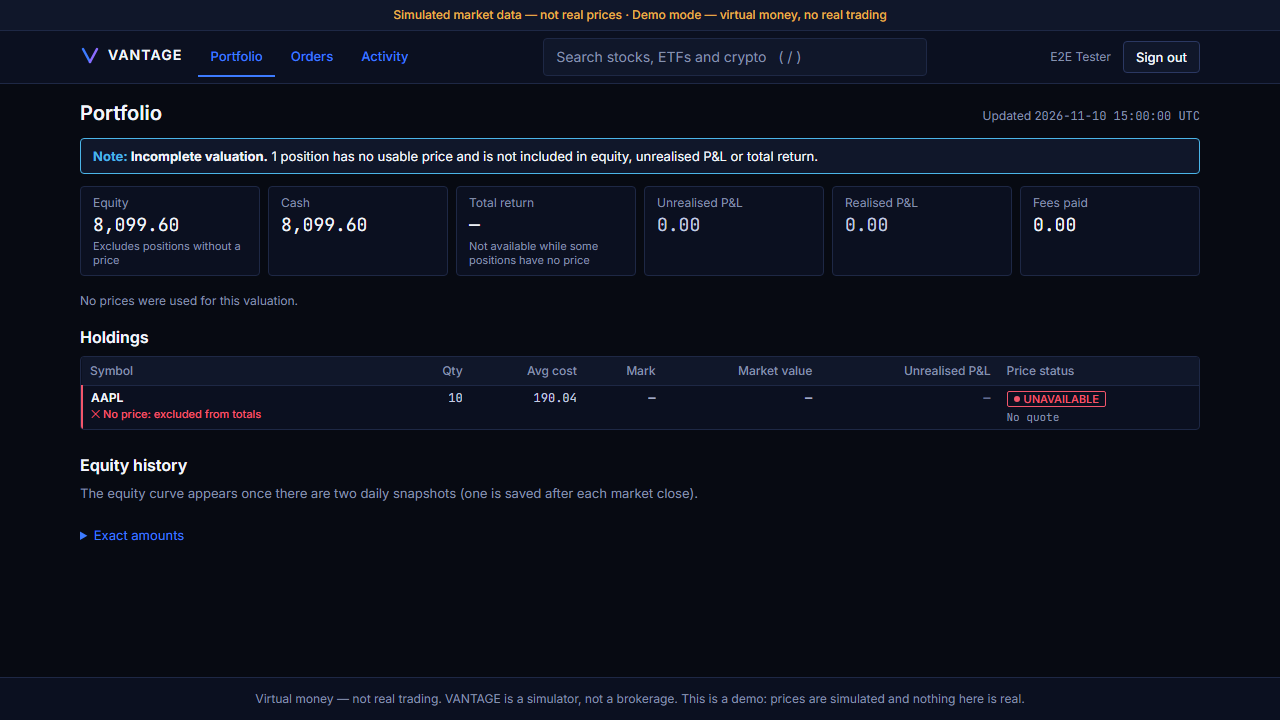 Simulated market data — not real prices · Demo mode — virtual money, no real trading
VANTAGE
Portfolio
Orders
Activity
Search stocks, ETFs and crypto ( / )
E2E Tester
Sign out
Portfolio
Updated 2026-11-10 15:00:00 UTC
Note: Incomplete valuation. 1 position has no usable price and is not included in equity, unrealised P&L or total return.
Equity
8,099.60
Excludes positions without a
price
Cash
8,099.60
Total return
—
Not available while some
positions have no price
Unrealised P&L
0.00
Realised P&L
0.00
Fees paid
0.00
No prices were used for this valuation.
Holdings
Symbol Qty Avg cost Mark Market value Unrealised P&L Price status
AAPL 10 190.04 — — — UNAVAILABLE
No price: excluded from totals No quote
Equity history
The equity curve appears once there are two daily snapshots (one is saved after each market close).
Exact amounts
Virtual money — not real trading. VANTAGE is a simulator, not a brokerage. This is a demo: prices are simulated and nothing here is real.